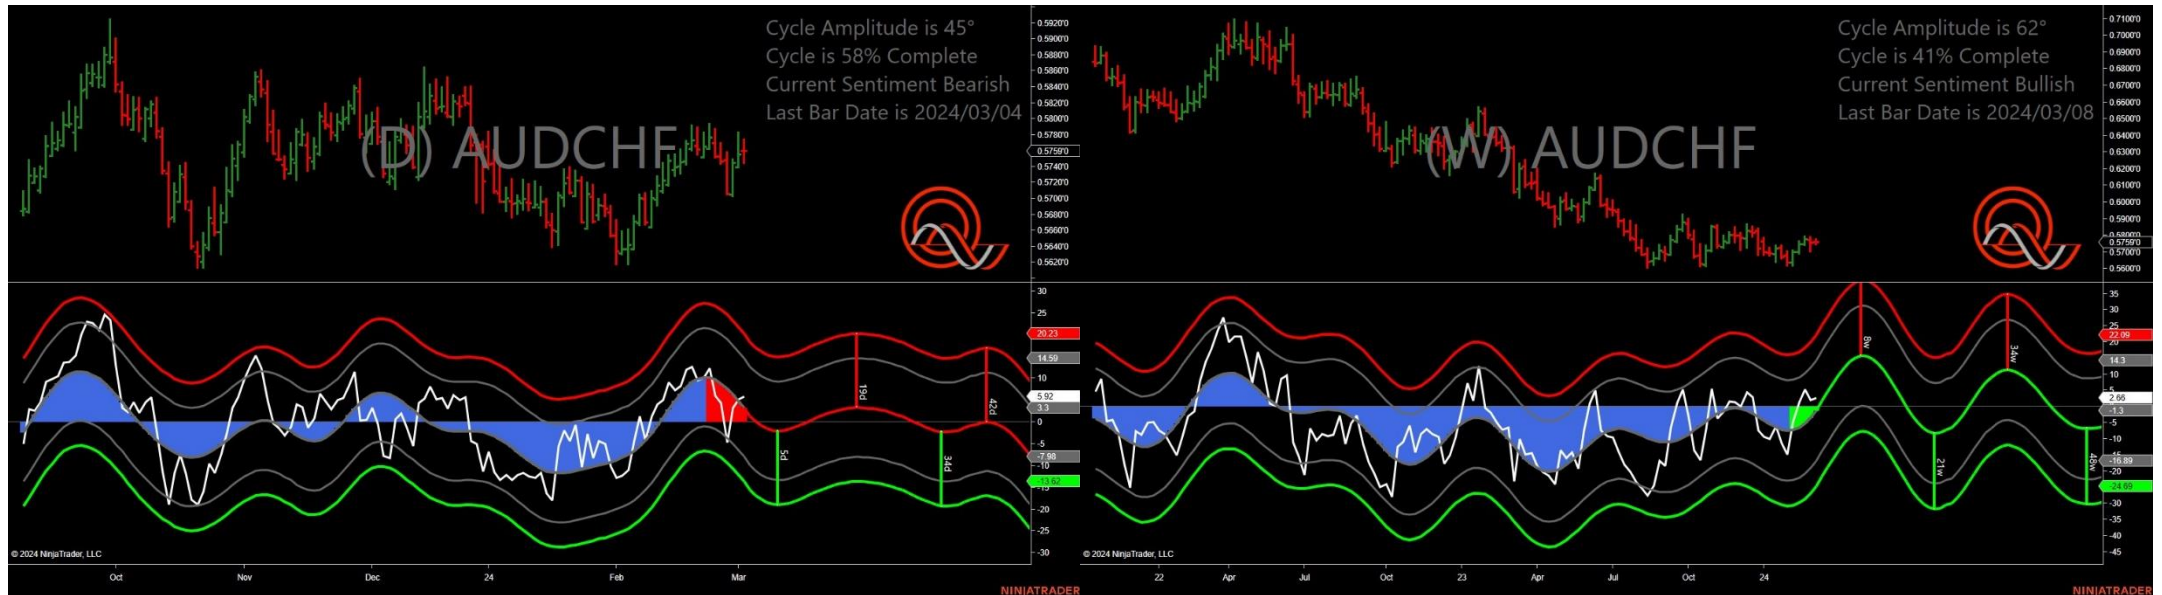 Cycle Amplitude is 45°
Cycle is 58% Complete
Current Sentiment Bearish
Last Bar Date is 2024/03/04
(D) AUDCHF
0.5920'0
0.5900'0
0.5880'0
0.5860'0
0.5840'0
0.5820'0
0.5800'0
0.5780'0
0.5759'0
0.5740'0
0.5720'0
0.5700'0
0.5680'0
0.5660'0
0.5640'0
0.5620'0
30
20.23
14.59
10
5.92
3.3
0
-5
-7.98
-10
-13.62
-15
-20
-25
-30
5d
19d
34d
42d
© 2024 NinjaTrader, LLC
Oct
Nov
Dec
24
Feb
Mar
NINJATRADER
Cycle Amplitude is 62°
Cycle is 41% Complete
Current Sentiment Bullish
Last Bar Date is 2024/03/08
(W) AUDCHF
0.7100'0
0.7000'0
0.6900'0
0.6800'0
0.6700'0
0.6600'0
0.6500'0
0.6400'0
0.6300'0
0.6200'0
0.6100'0
0.6000'0
0.5900'0
0.5800'0
0.5759'0
0.5700'0
0.5600'0
35
30
25
22.09
20
14.3
10
5
2.66
-1.3
-5
-10
-16.89
-20
-24.69
-30
-35
-40
-45
8w
21w
34w
48w
© 2024 NinjaTrader, LLC
22
Apr
Jul
Oct
23
Apr
Jul
Oct
24
NINJATRADER